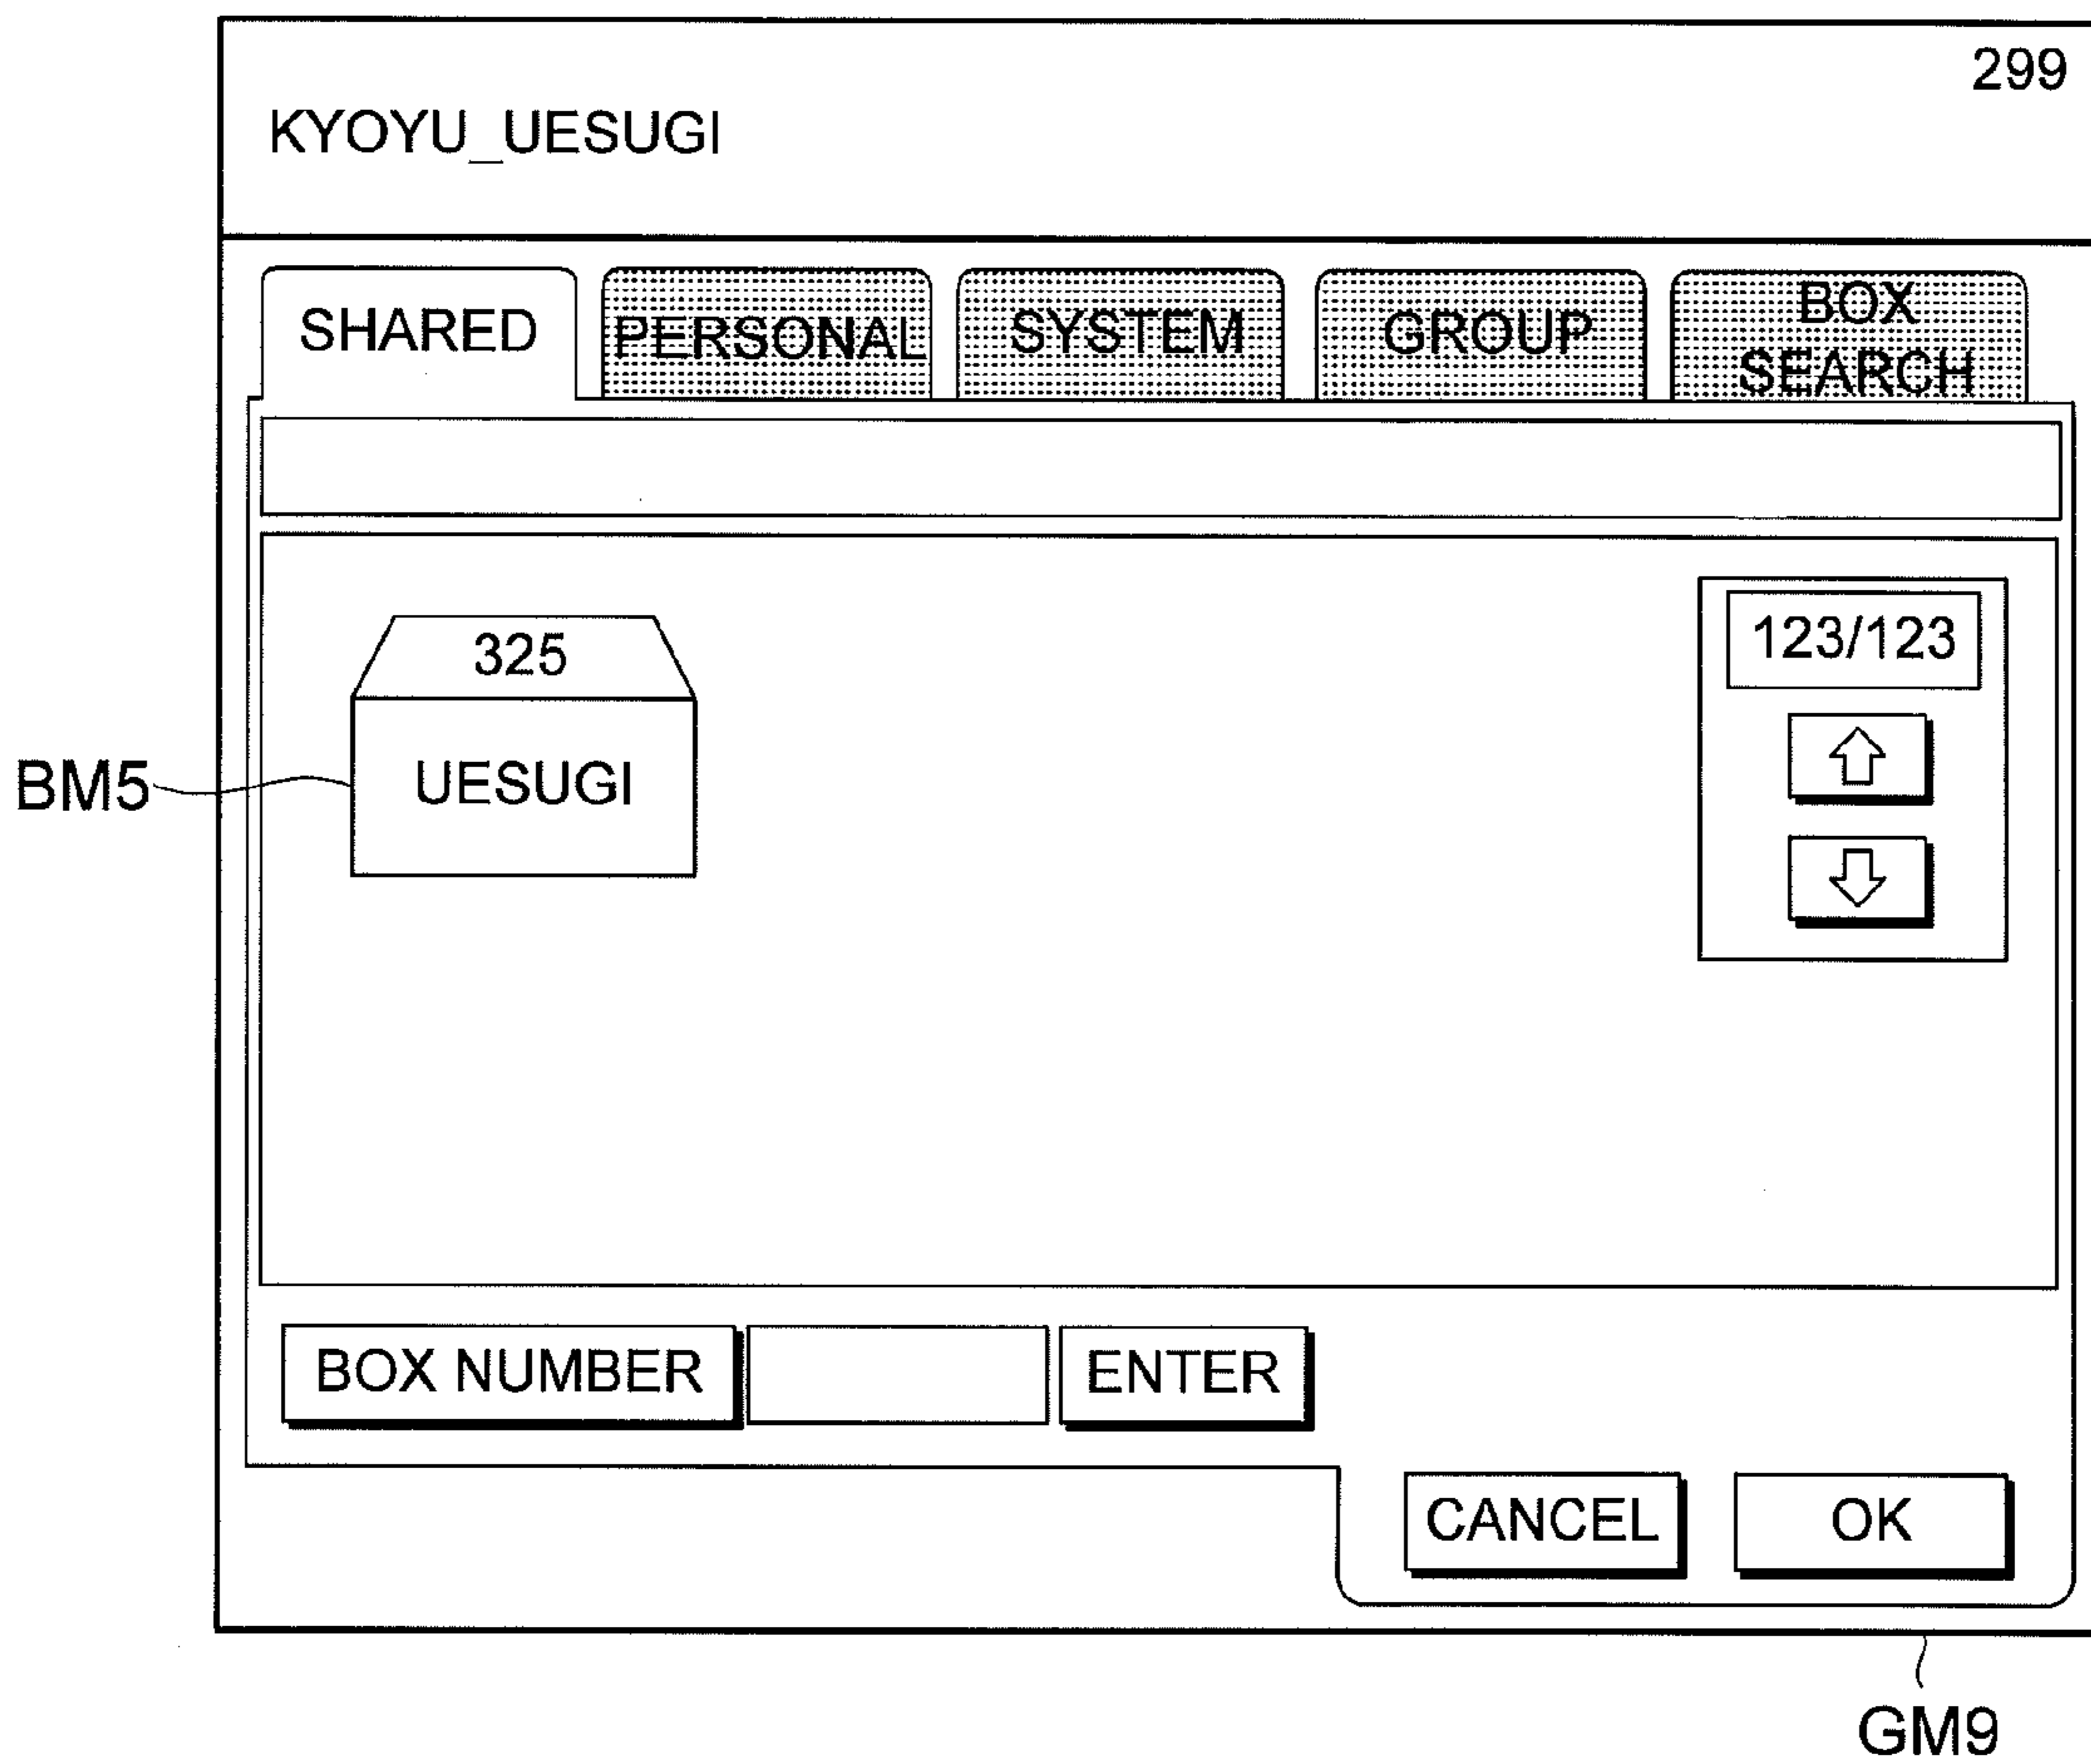 299
KYOYU_UESUGI
SHARED
PERSONAL
SYSTEM
GROUP
BOX
SEARCH
325
UESUGI
123/123
BM5
BOX NUMBER
ENTER
CANCEL
OK
GM9